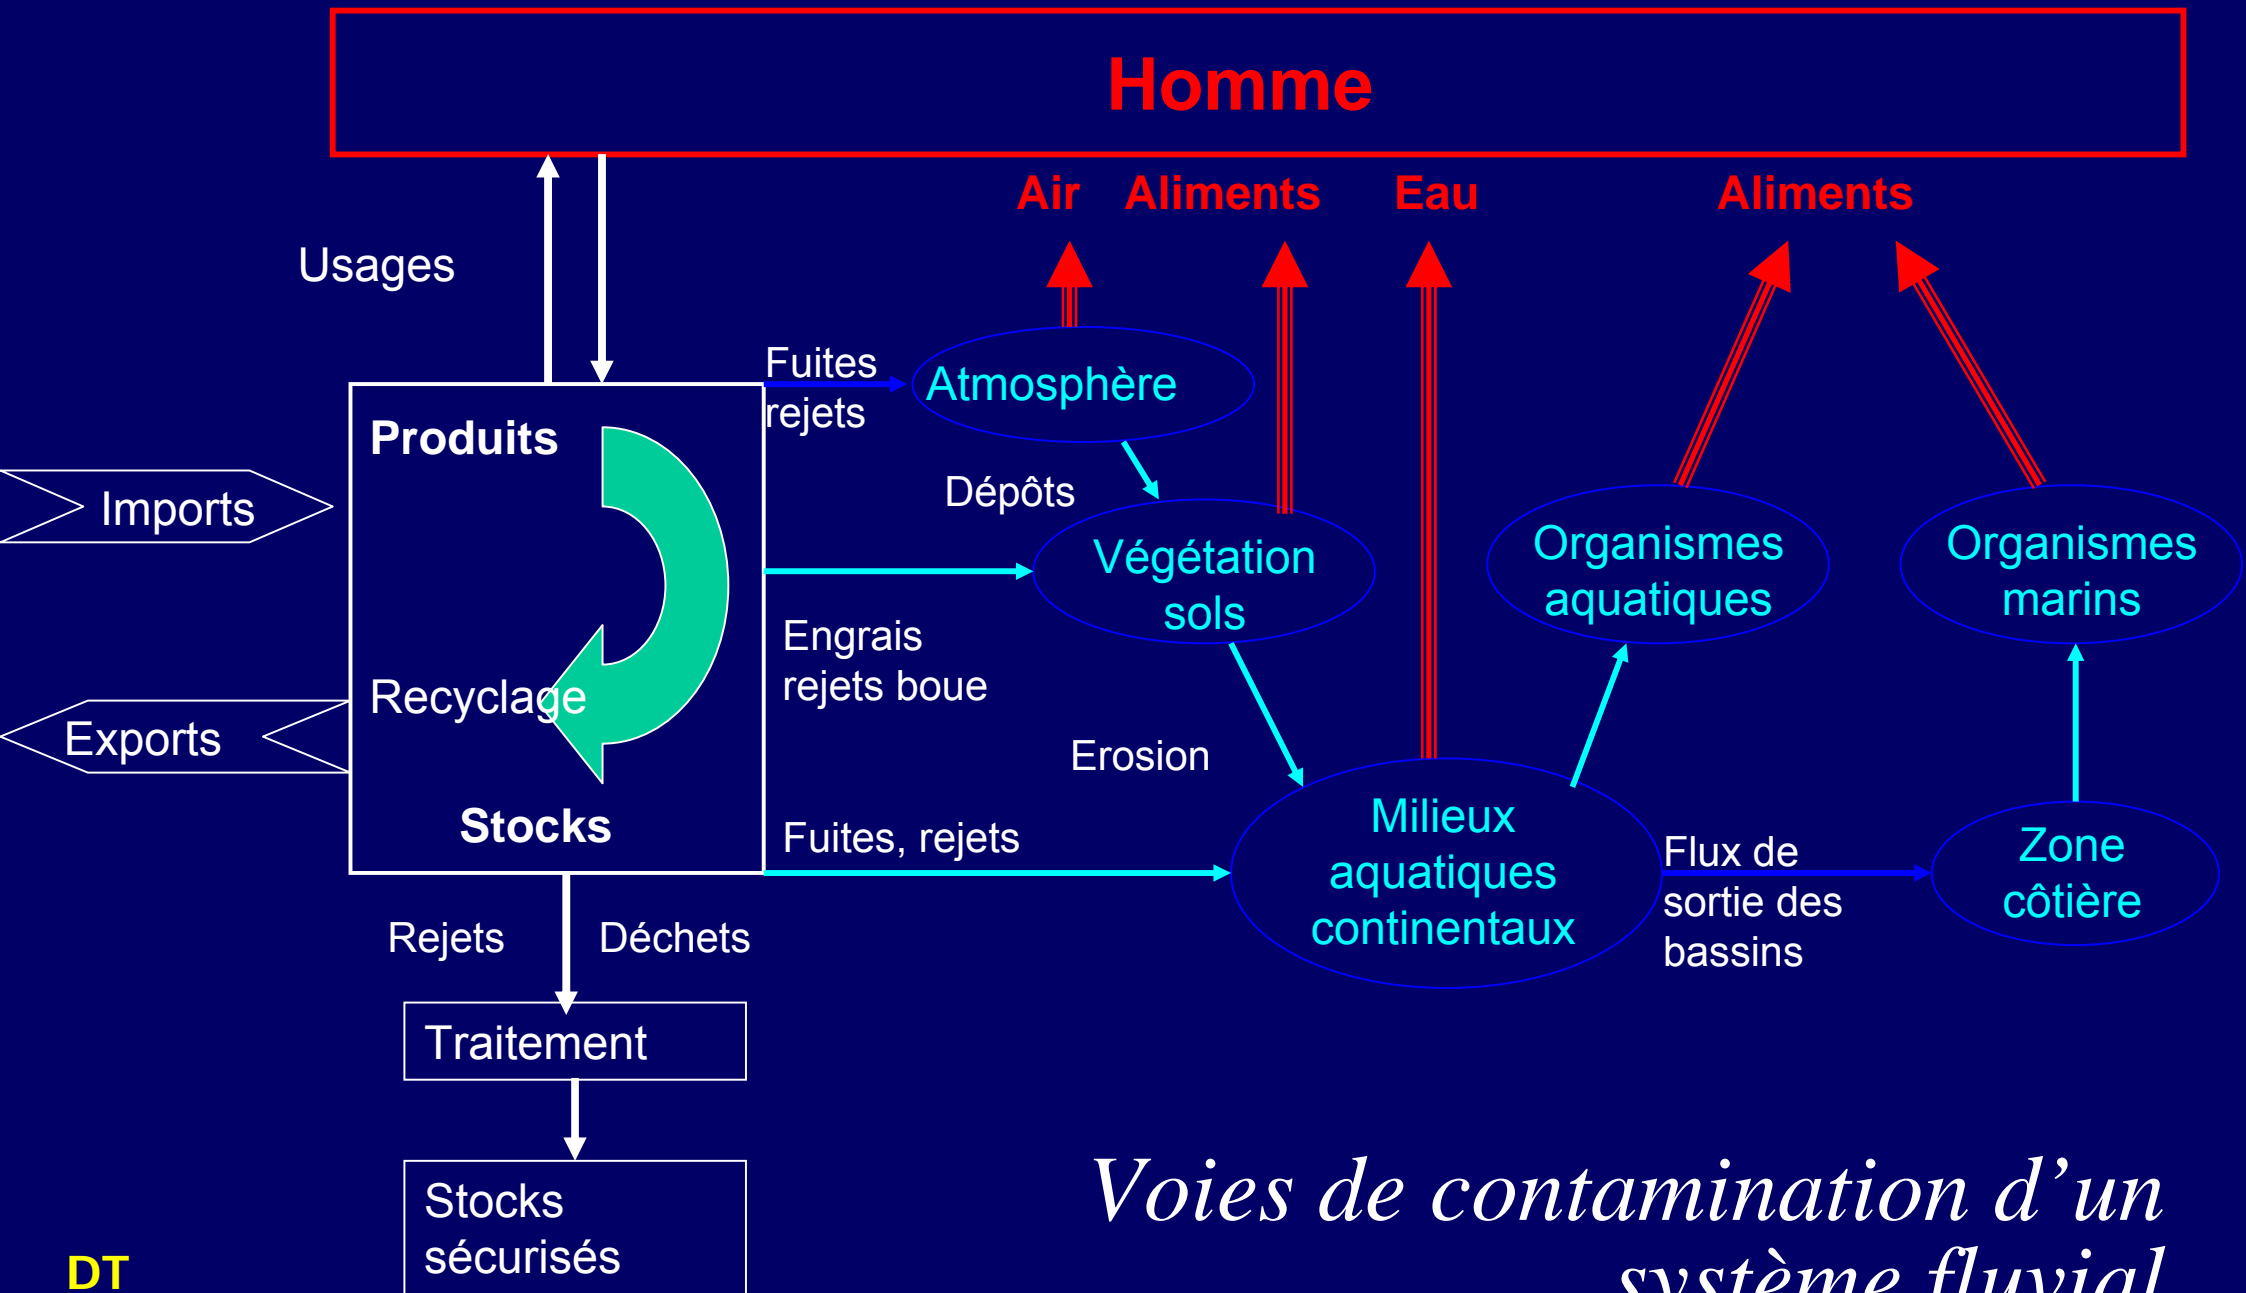 Homme
Air Aliments Eau Aliments
Usages
Fuites
rejets
Atmosphère
Produits
Dépôts
Imports
Végétation
sols
Organismes
aquatiques
Organismes
marins
Engrais
rejets boue
Recyclage
Exports
Erosion
Stocks
Fuites, rejets
Milieux
aquatiques
continentaux
Flux de
sortie des
bassins
Zone
côtière
Rejets Déchets
Traitement
Stocks
sécurisés
Voies de contamination d’un
système fluvial
DT